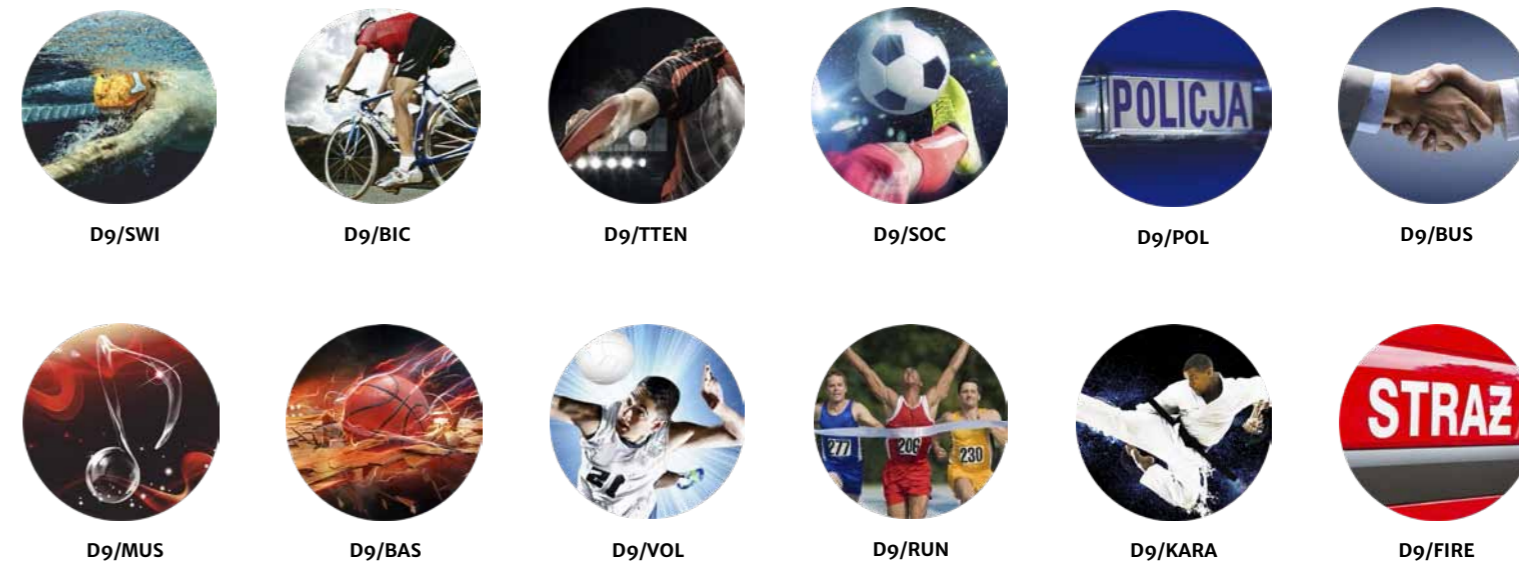 POLICJA
D9/SWI
D9/BIC
D9/TTEN
D9/SOC
D9/POL
D9/BUS
277
206
230
21
STRAŻ
D9/MUS
D9/BAS
D9/VOL
D9/RUN
D9/KARA
D9/FIRE